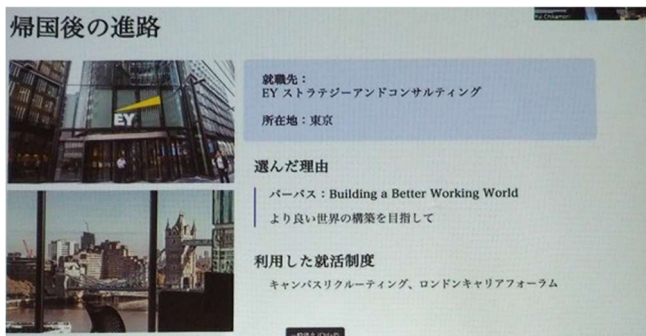 帰国後の進路
就職先：
EY ストラテジーアンドコンサルティング
所在地：東京
EY
選んだ理由
パーパス：Building a Better Working World
より良い世界の構築を目指して
利用した就活制度
キャンパスリクルーティング、ロンドンキャリアフォーラム